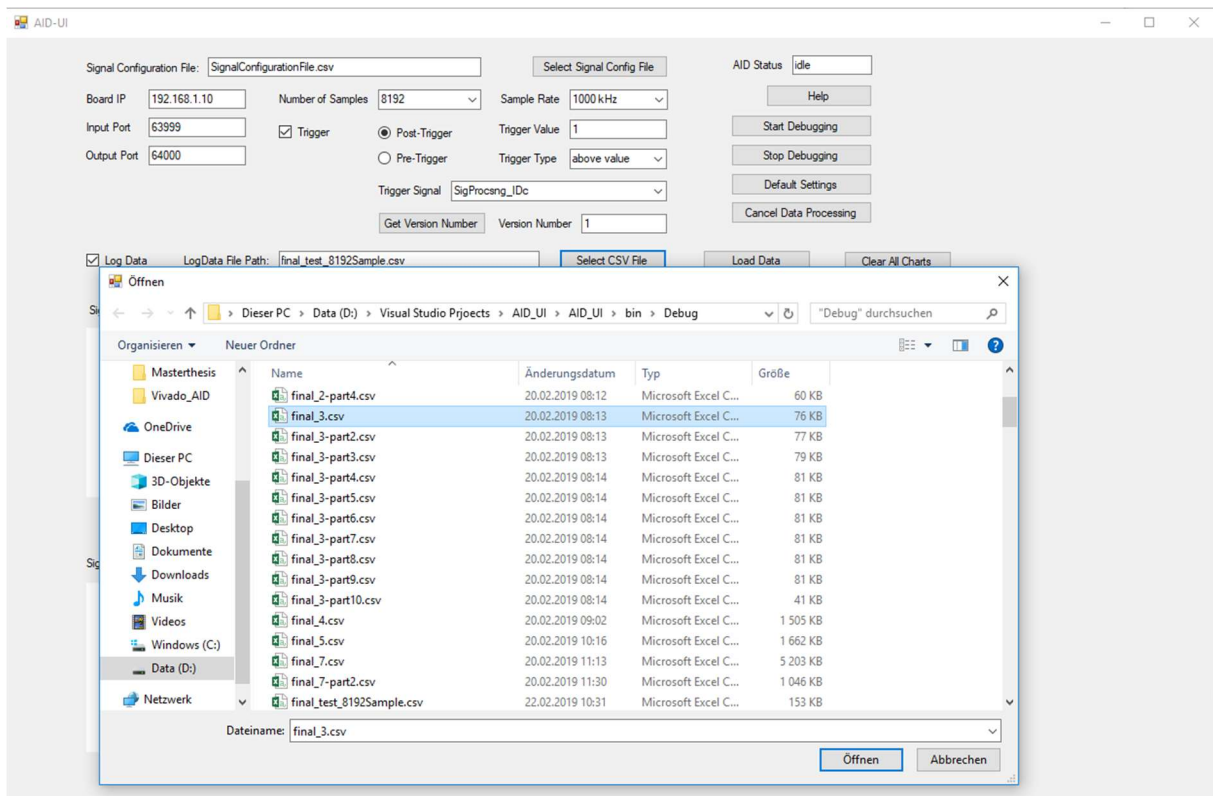 AID-UI
Signal Configuration File: SignalConfigurationFile.csv Select Signal Config File AID Status idle
Board IP 192.168.1.10 Number of Samples 8192 Sample Rate 1000 kHz Help
Input Port 63999 Trigger Post-Trigger Trigger Value 1 Start Debugging
Output Port 64000 Pre-Trigger Trigger Type above value Stop Debugging
Trigger Signal SigProcsng_IDc Default Settings
Get Version Number Version Number 1 Cancel Data Processing
Log Data LogData File Path: final_test_8192Sample.csv Select CSV File Load Data Clear All Charts
Öffnen
Dieser PC > Data (D:) > Visual Studio Prjoects > AID_UI > AID_UI > bin > Debug "Debug" durchsuchen
Organisieren Neuer Ordner
Masterthesis Name Änderungsdatum Typ Größe
Vivado_AID final_2-part4.csv 20.02.2019 08:12 Microsoft Excel C... 60 KB
final_3.csv 20.02.2019 08:13 Microsoft Excel C... 76 KB
OneDrive final_3-part2.csv 20.02.2019 08:13 Microsoft Excel C... 77 KB
Dieser PC final_3-part3.csv 20.02.2019 08:13 Microsoft Excel C... 79 KB
3D-Objekte final_3-part4.csv 20.02.2019 08:14 Microsoft Excel C... 81 KB
Bilder final_3-part5.csv 20.02.2019 08:14 Microsoft Excel C... 81 KB
Desktop final_3-part6.csv 20.02.2019 08:14 Microsoft Excel C... 81 KB
Dokumente final_3-part7.csv 20.02.2019 08:14 Microsoft Excel C... 81 KB
final_3-part8.csv 20.02.2019 08:14 Microsoft Excel C... 81 KB
Downloads final_3-part9.csv 20.02.2019 08:14 Microsoft Excel C... 81 KB
Musik final_3-part10.csv 20.02.2019 08:14 Microsoft Excel C... 41 KB
Videos final_4.csv 20.02.2019 09:02 Microsoft Excel C... 1 505 KB
Windows (C:) final_5.csv 20.02.2019 10:16 Microsoft Excel C... 1 662 KB
Data (D:) final_7.csv 20.02.2019 11:13 Microsoft Excel C... 5 203 KB
final_7-part2.csv 20.02.2019 11:30 Microsoft Excel C... 1 046 KB
Netzwerk final_test_8192Sample.csv 22.02.2019 10:31 Microsoft Excel C... 153 KB
Dateiname: final_3.csv
Öffnen Abbrechen